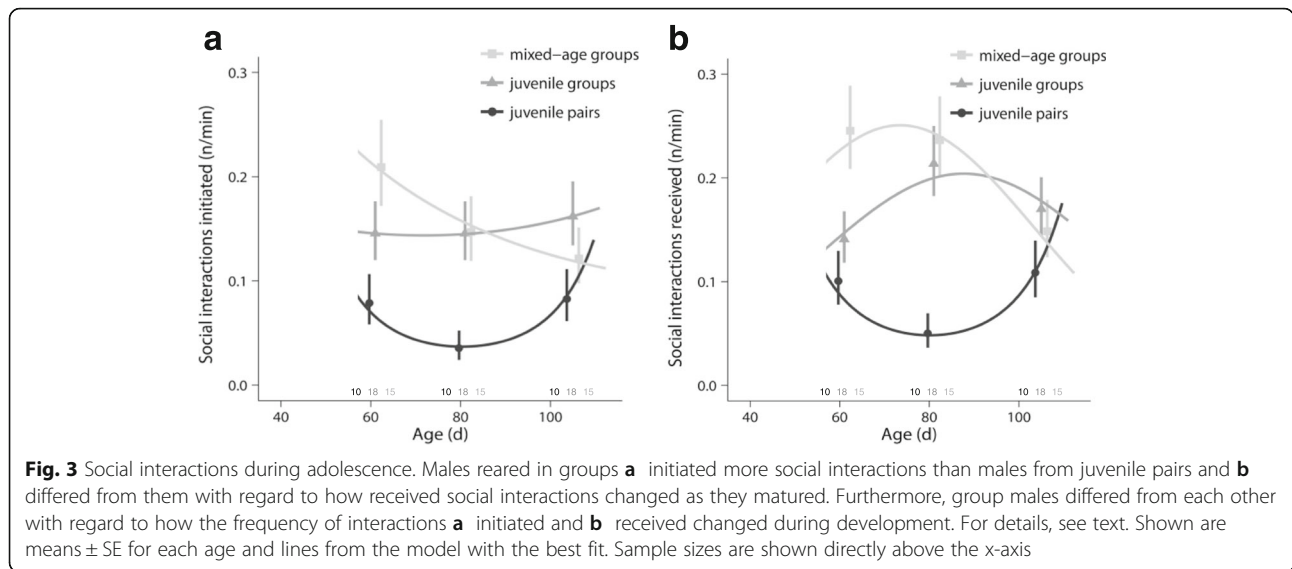 a
mixed−age groups
juvenile groups
juvenile pairs
Social interactions initiated (n/min)
0.3
0.2
0.1
0.0
10 18 15 10 18 15 10 18 15
40 60 80 100
Age (d)
b
mixed−age groups
juvenile groups
juvenile pairs
Social interactions received (n/min)
0.3
0.2
0.1
0.0
10 18 15 10 18 15 10 18 15
40 60 80 100
Age (d)
Fig. 3 Social interactions during adolescence. Males reared in groups a initiated more social interactions than males from juvenile pairs and b
differed from them with regard to how received social interactions changed as they matured. Furthermore, group males differed from each other
with regard to how the frequency of interactions a initiated and b received changed during development. For details, see text. Shown are
means ± SE for each age and lines from the model with the best fit. Sample sizes are shown directly above the x-axis